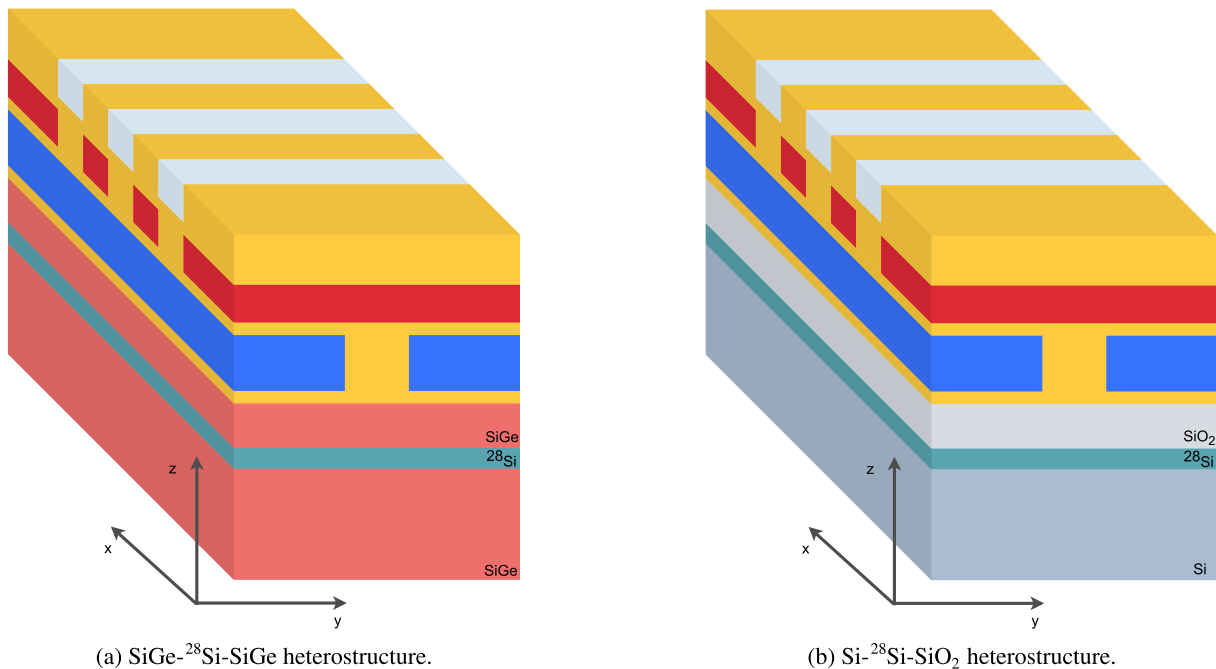 SiGe
²⁸Si
z
x
SiGe
y
(a) SiGe-²⁸Si-SiGe heterostructure.
SiO₂
²⁸Si
z
x
Si
y
(b) Si-²⁸Si-SiO₂ heterostructure.